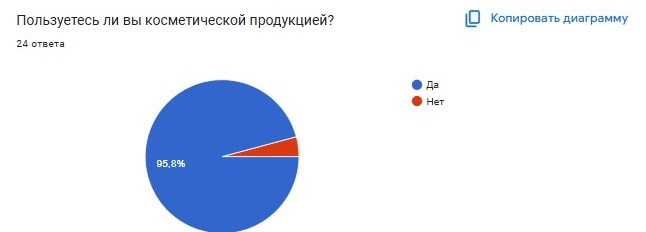 Пользуетесь ли вы косметической продукцией?
Копировать диаграмму
24 ответа
Да
Нет
95,8%